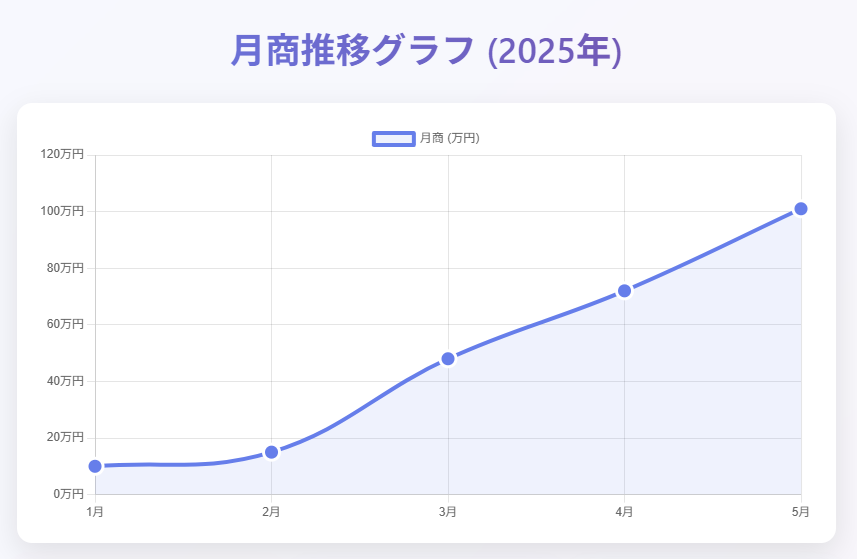 月商推移グラフ (2025年)
月商 (万円)
120万円
100万円
80万円
60万円
40万円
20万円
0万円
1月 2月 3月 4月 5月